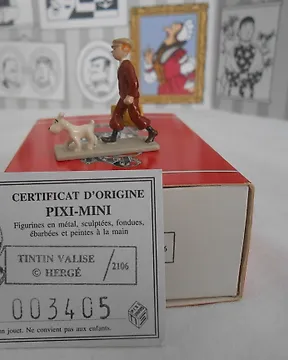 CERTIFICAT D'ORIGINE
PIXI-MINI
Figurines en métal, sculptées, fondues,
ébarbées et peintes à la main
TINTIN VALISE
© HERGÉ
/2106
003405
en jouet. Ne convient pas aux enfants.